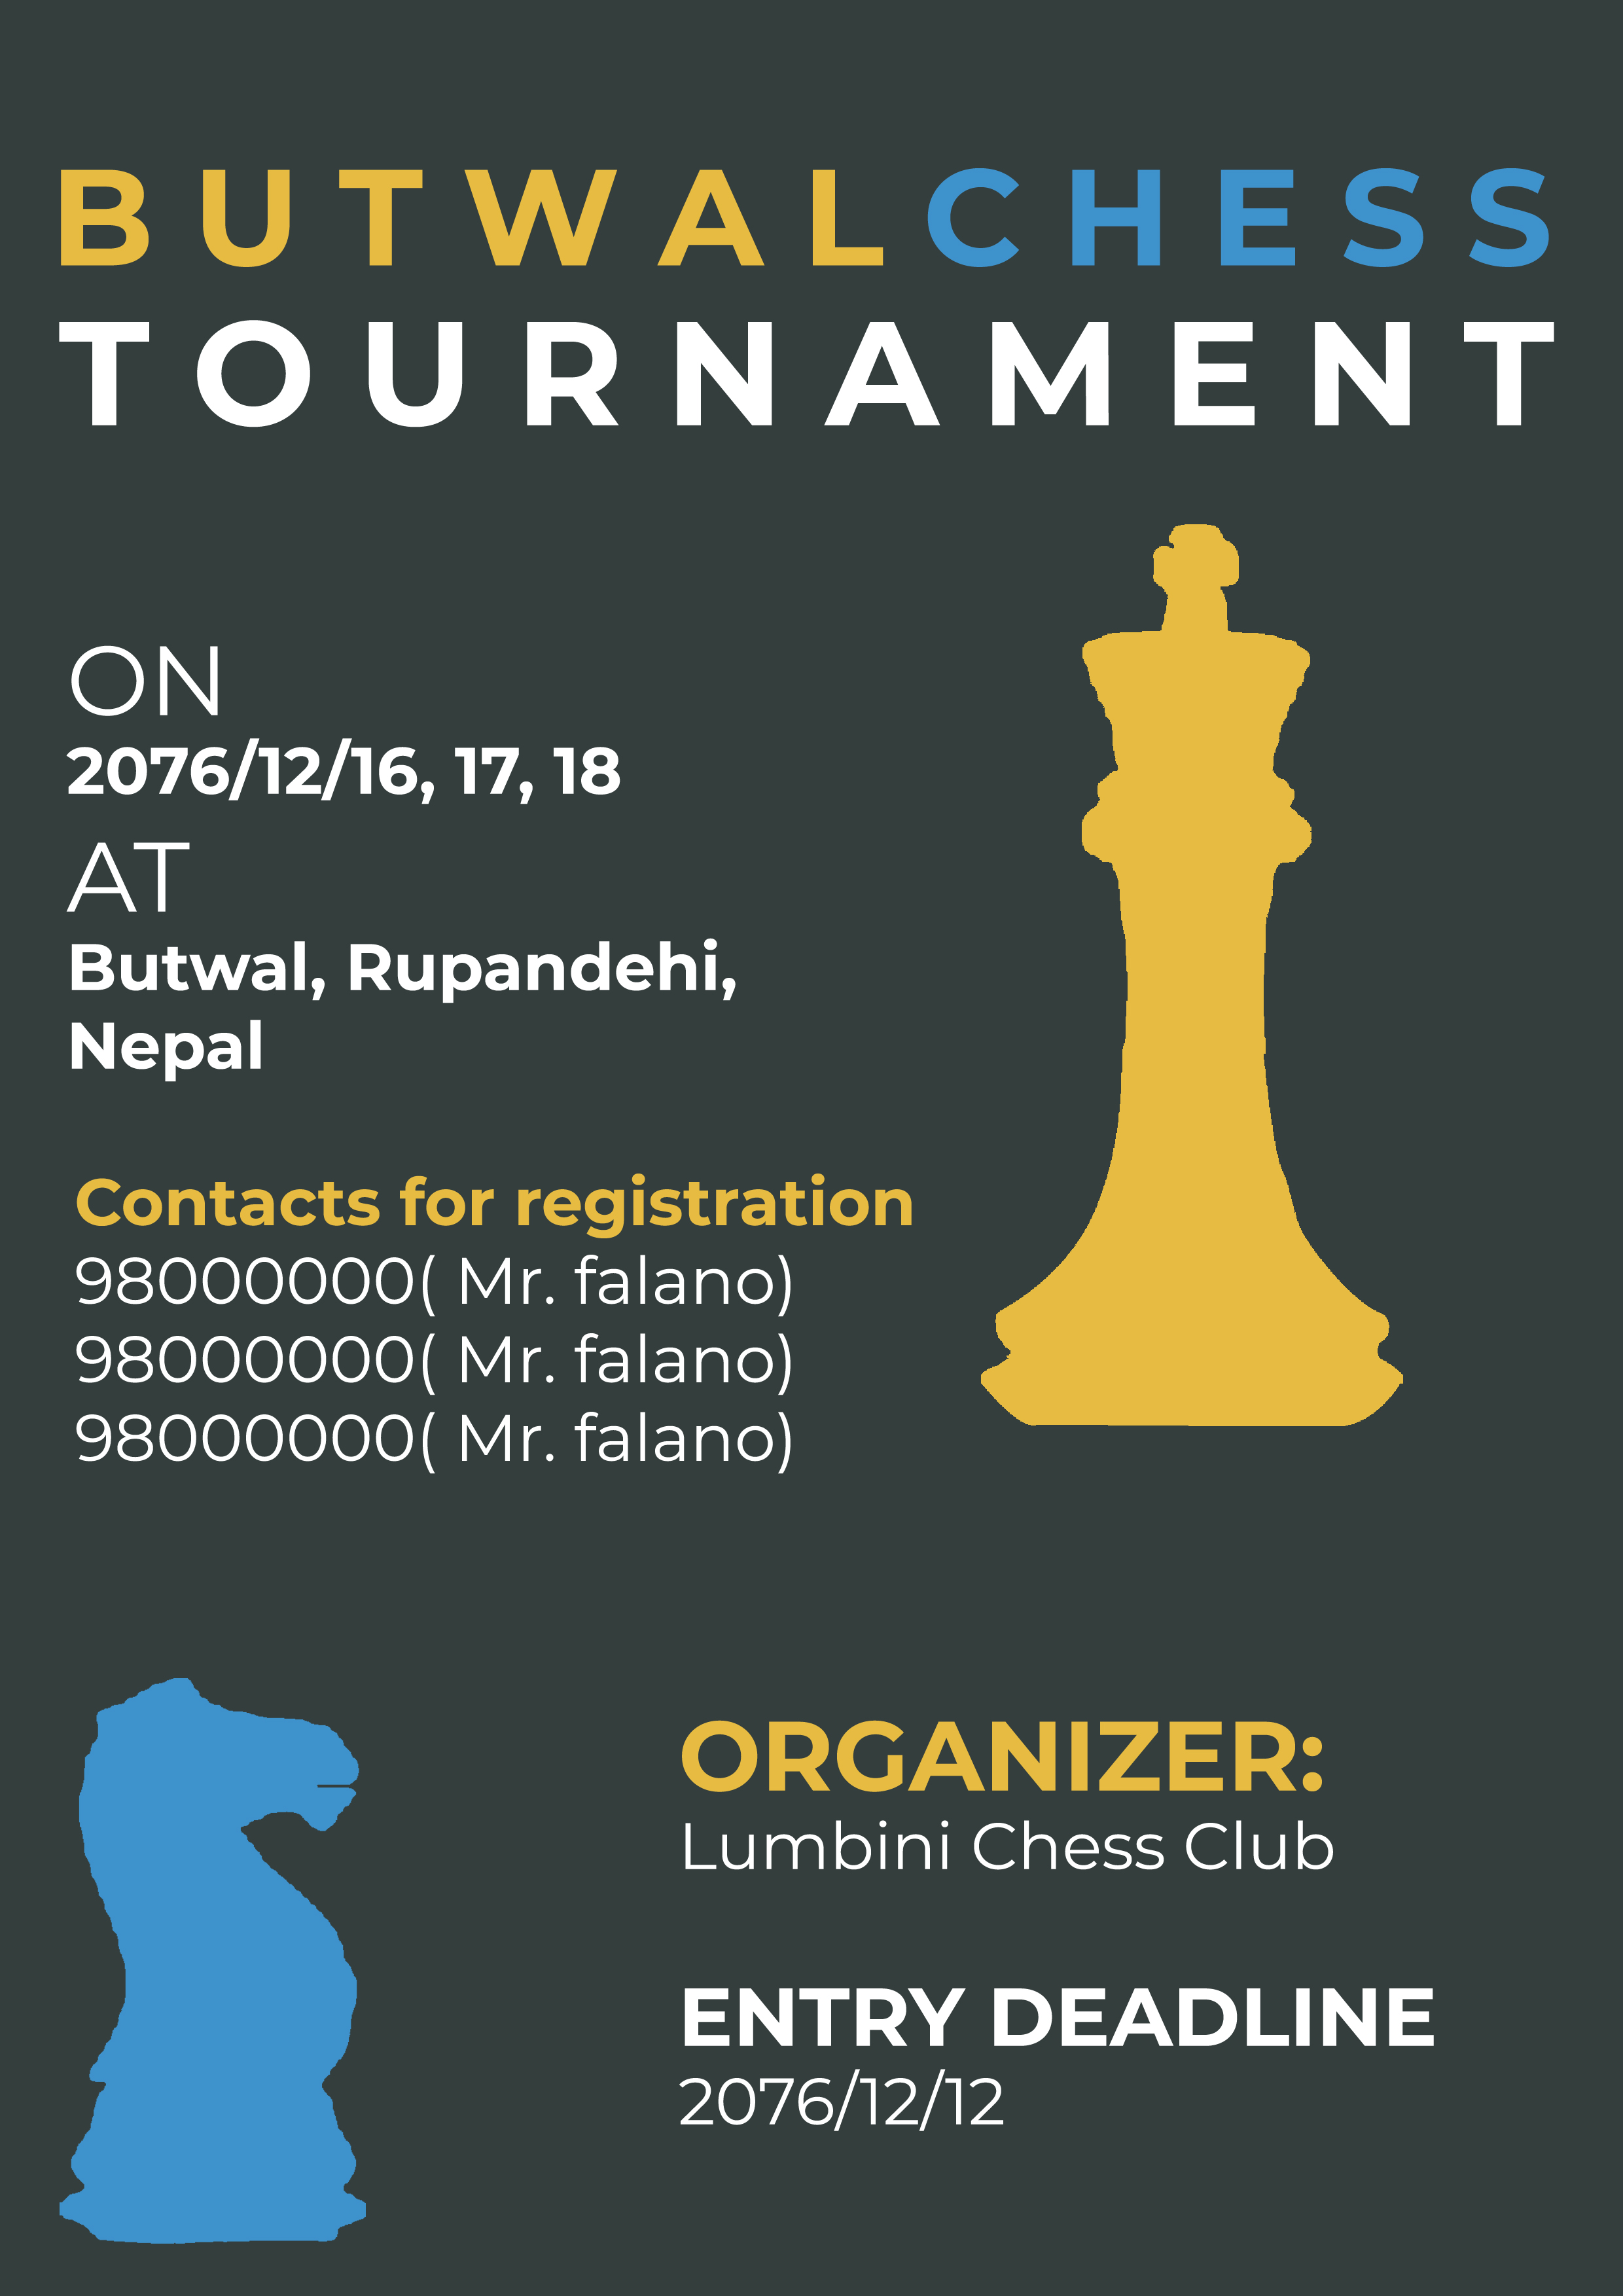 BUTWALCHESS
TOURNAMENT
ON
2076/12/16, 17, 18
AT
Butwal, Rupandehi,
Nepal
Contacts for registration
98000000( Mr. falano)
98000000( Mr. falano)
98000000( Mr. falano)
ORGANIZER:
Lumbini Chess Club
ENTRY DEADLINE
2076/12/12